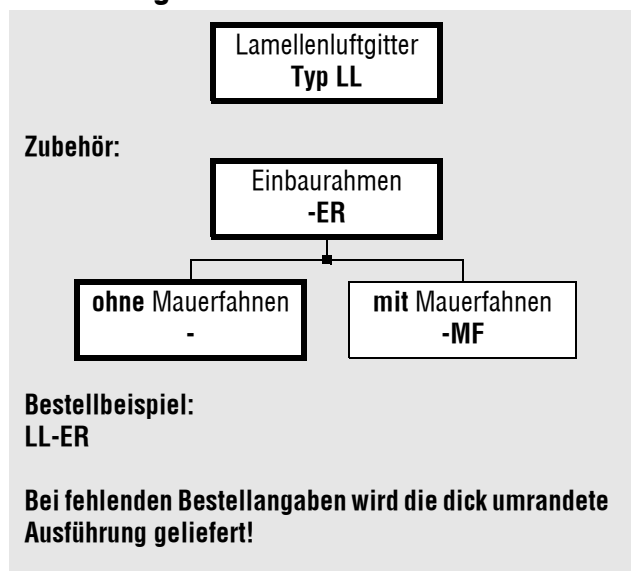 Lamellenluftgitter
Typ LL
Zubehör:
Einbaurahmen
-ER
ohne Mauerfahnen
-
mit Mauerfahnen
-MF
Bestellbeispiel:
LL-ER
Bei fehlenden Bestellangaben wird die dick umrandete
Ausführung geliefert!